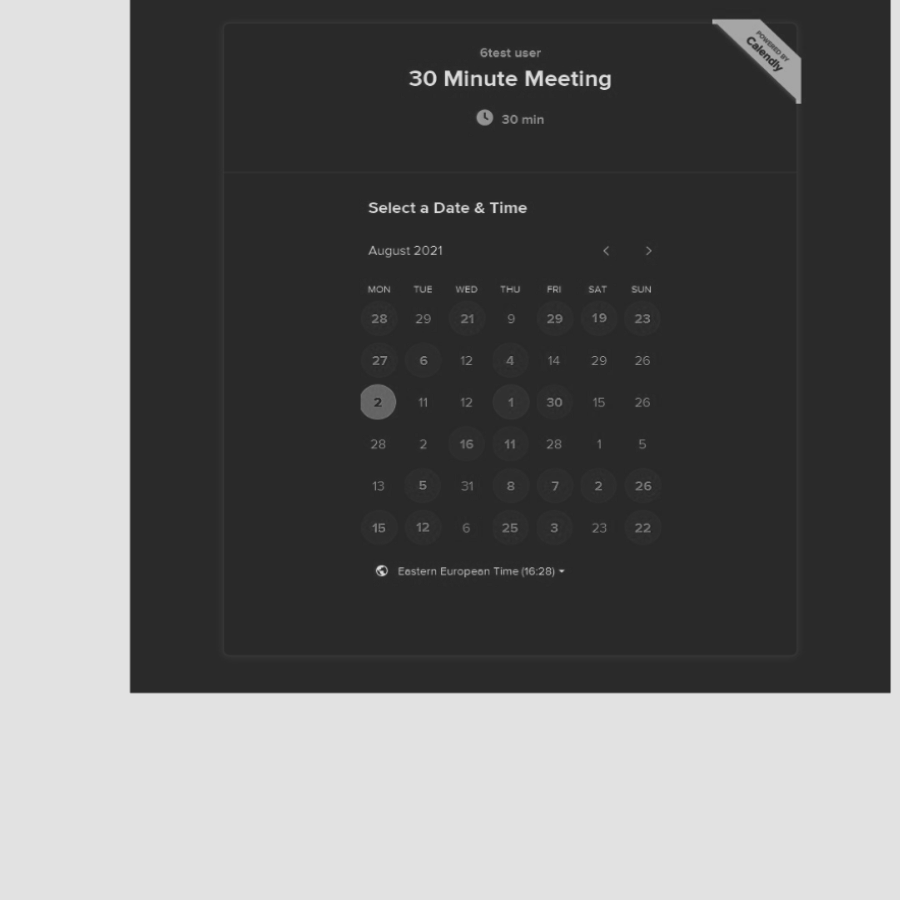 POWERED BY
Calendly
6test user
30 Minute Meeting
30 min
Select a Date & Time
August 2021
MON TUE WED THU FRI SAT SUN
28 29 21 9 29 19 23
27 6 12 4 14 29 26
2 11 12 1 30 15 26
28 2 16 11 28 1 5
13 5 31 8 7 2 26
15 12 6 25 3 23 22
Eastern European Time (16:28)